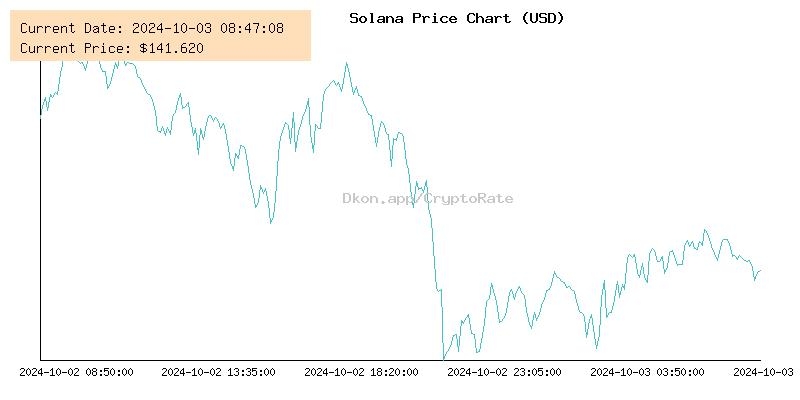 Solana Price Chart (USD)
Current Date: 2024-10-03 08:47:08
Current Price: $141.620
Dkon.app/CryptoRate
2024-10-02 08:50:00 2024-10-02 13:35:00 2024-10-02 18:20:00 2024-10-02 23:05:00 2024-10-03 03:50:00 2024-10-03